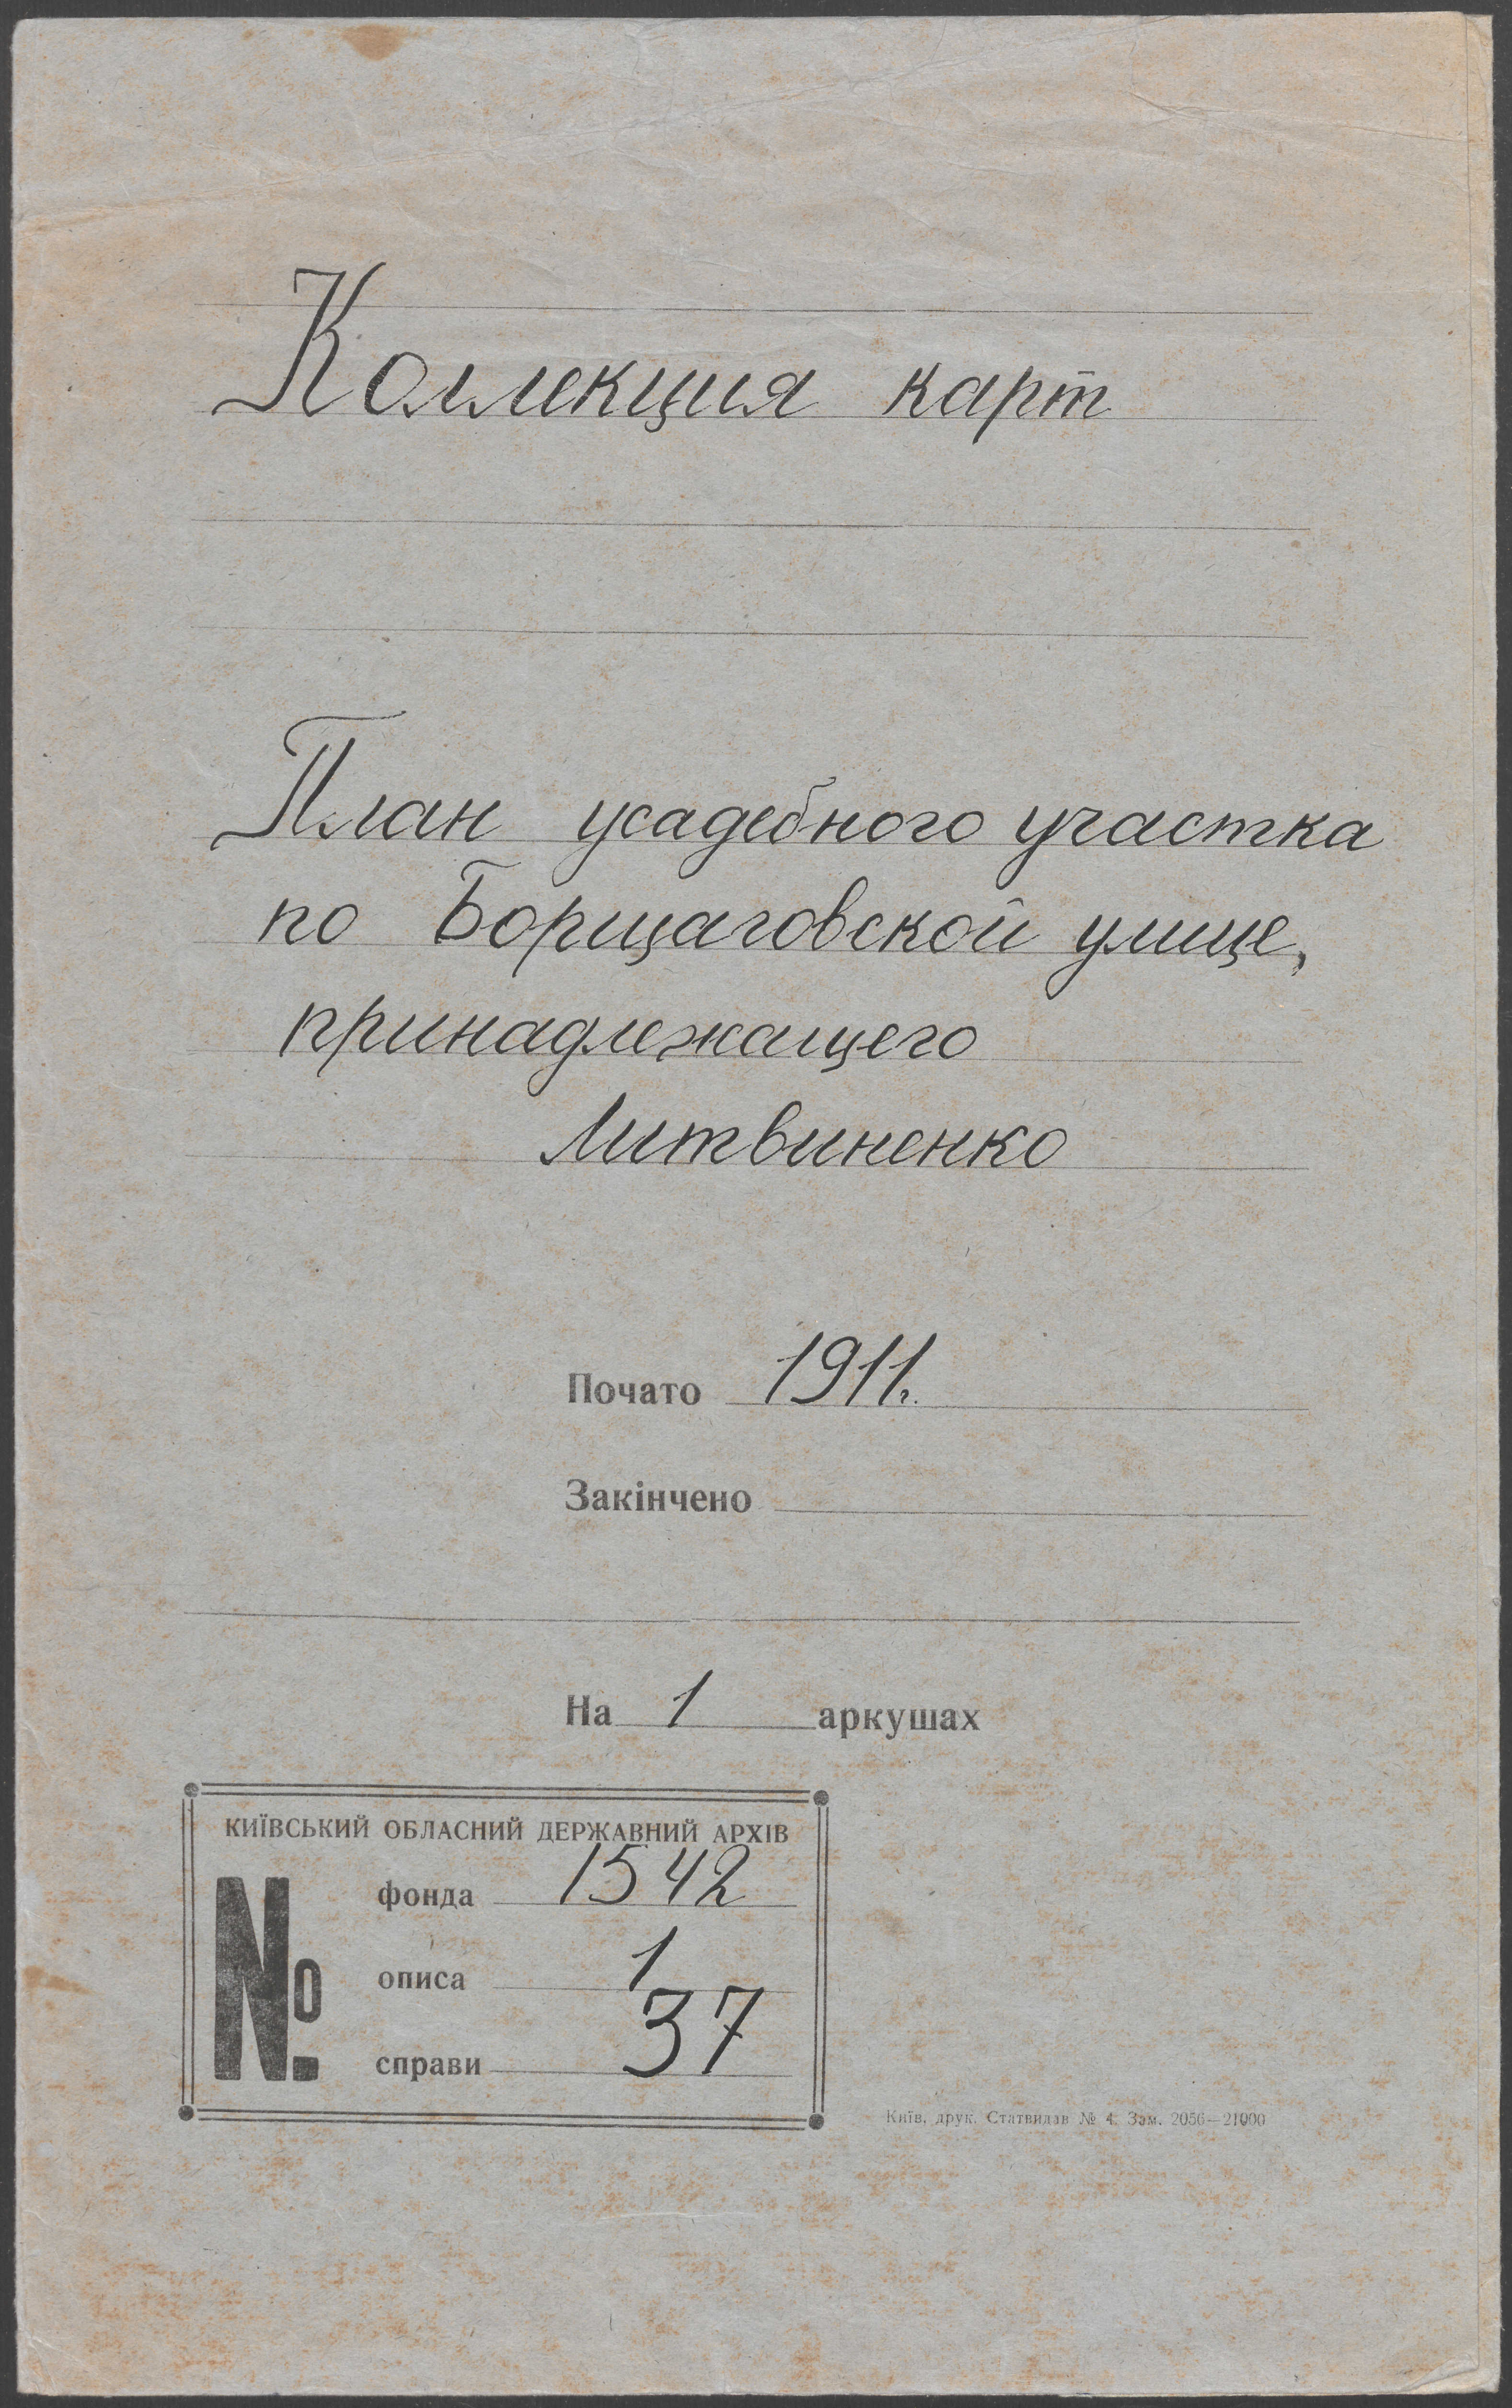 Коллекция карт
План усадебного участка
по Борщаговской улице,
принадлежащего
Литвиненко
Почато 1911г.
Закінчено
На 1 аркушах
КИЇВСЬКИЙ ОБЛАСНИЙ ДЕРЖАВНИЙ АРХІВ
№
фонда 1542
описа 1
справи 37
Київ, друк. Статвидав № 4. Зам. 2056—21000